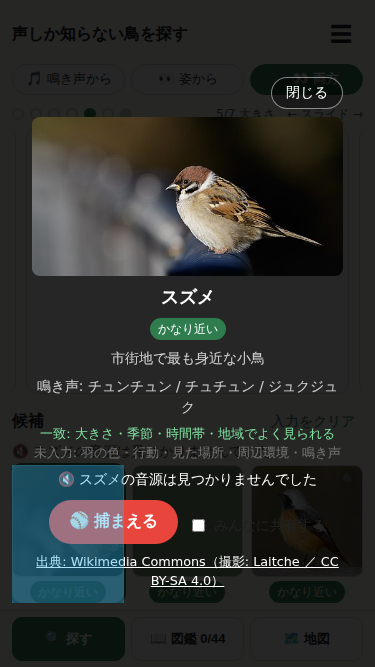 声しか知らない鳥を探す
🎵 鳴き声から
👀 姿から
👀 両方
閉じる
5/7 大きさ ← スライド →
スズメ
かなり近い
市街地で最も身近な小鳥
鳴き声: チュンチュン / チュチュン / ジュクジュ
ク
候補
入力をクリア
一致: 大きさ・季節・時間帯・地域でよく見られる
未入力: 羽の色・行動・見た場所・周辺環境・鳴き声
🔇 スズメの音源は見つかりませんでした
捕まえる
みんなに共有する
出典: Wikimedia Commons（撮影: Laitche ／ CC
BY-SA 4.0）
かなり近い
かなり近い
かなり近い
🔍 探す
📖 図鑑 0/44
🗺️ 地図